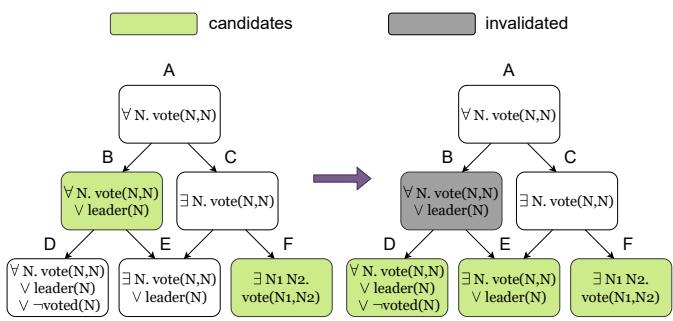 candidates
invalidated
A
∀ N. vote(N,N)
B
C
∀ N. vote(N,N)
∨ leader(N)
∃ N. vote(N,N)
D
E
F
∀ N. vote(N,N)
∨ leader(N)
∨ ¬voted(N)
∃ N. vote(N,N)
∨ leader(N)
∃ N1 N2.
vote(N1,N2)
A
∀ N. vote(N,N)
B
C
∀ N. vote(N,N)
∨ leader(N)
∃ N. vote(N,N)
D
E
F
∀ N. vote(N,N)
∨ leader(N)
∨ ¬voted(N)
∃ N. vote(N,N)
∨ leader(N)
∃ N1 N2.
vote(N1,N2)